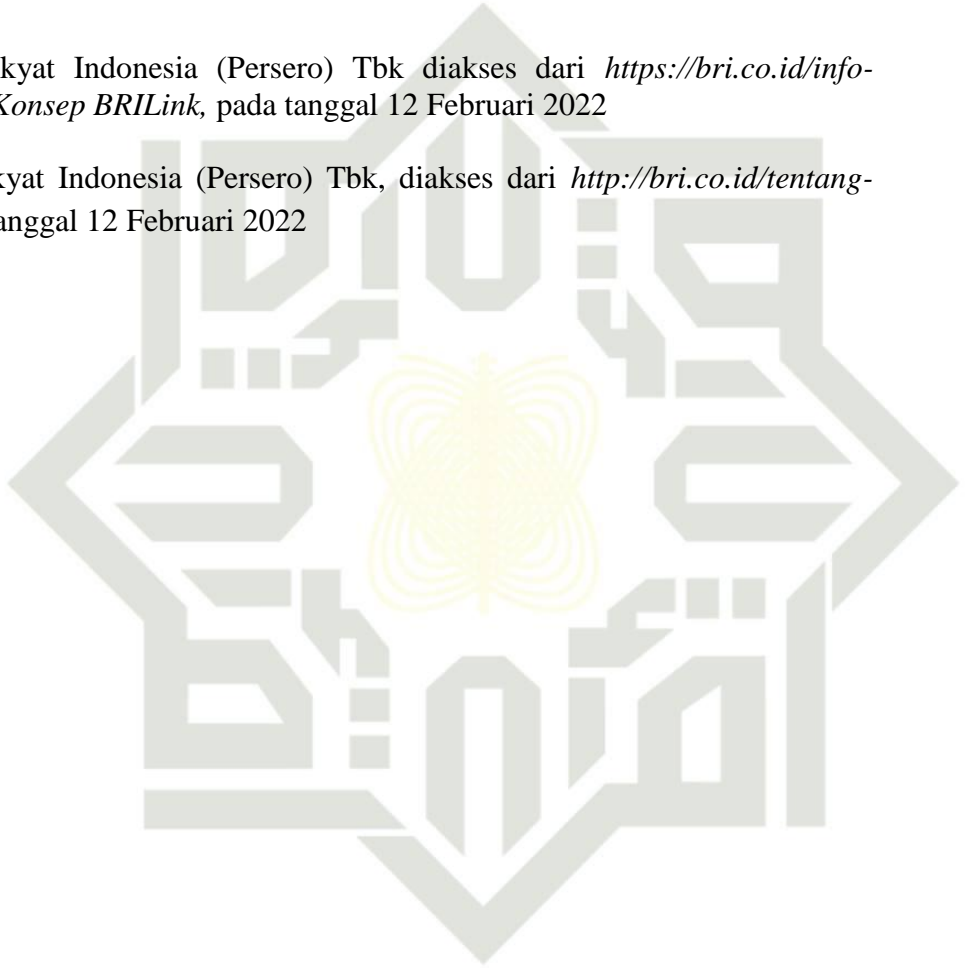 kyat Indonesia (Persero) Tbk diakses dari https://bri.co.id/info-
Konsep BRILink, pada tanggal 12 Februari 2022
kyat Indonesia (Persero) Tbk, diakses dari http://bri.co.id/tentang-
anggal 12 Februari 2022